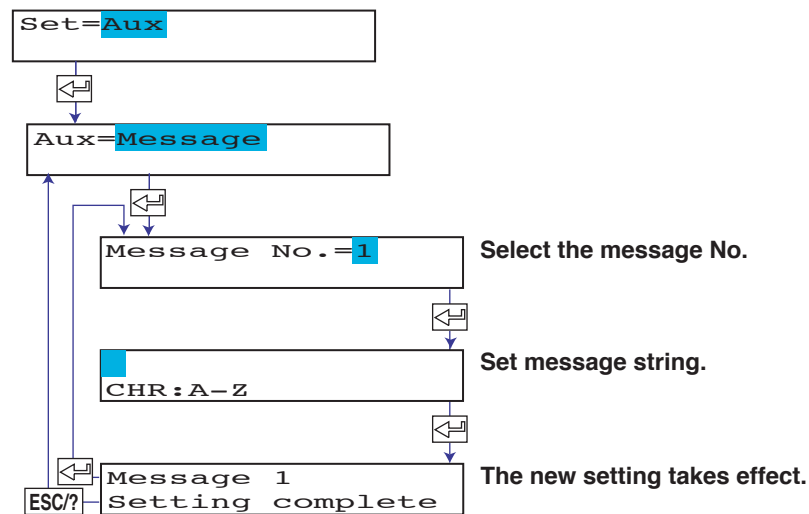 Set=Aux
Aux=Message
Message No.=1
Select the message No.
Set message string.
CHR:A-Z
Message 1
The new setting takes effect.
ESC/?
Setting complete